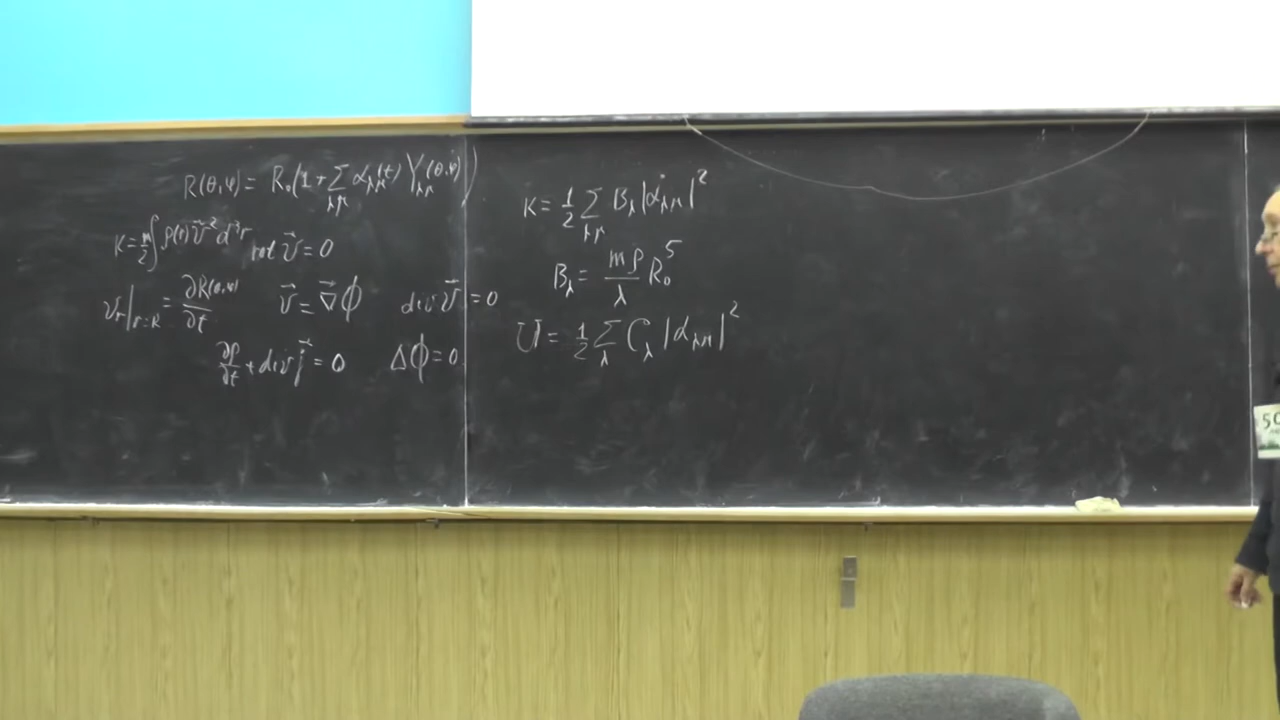 R(θ,φ) = R₀(1 + Σ_{λμ} α_{λμ}(t) Y_{λμ}(θ,φ))
K = m/2 ∫ρ(r) v⃗² d³r   rot v⃗ = 0
v_r|_{r=R} = ∂R(θ,φ)/∂t   v⃗ = ∇⃗Φ   div v⃗ = 0
∂ρ/∂t + div j⃗ = 0   ΔΦ = 0
K = 1/2 Σ_{λμ} B_λ |α̇_{λμ}|²
B_λ = mρ/λ R₀⁵
U = 1/2 Σ_λ C_λ |α_{λμ}|²